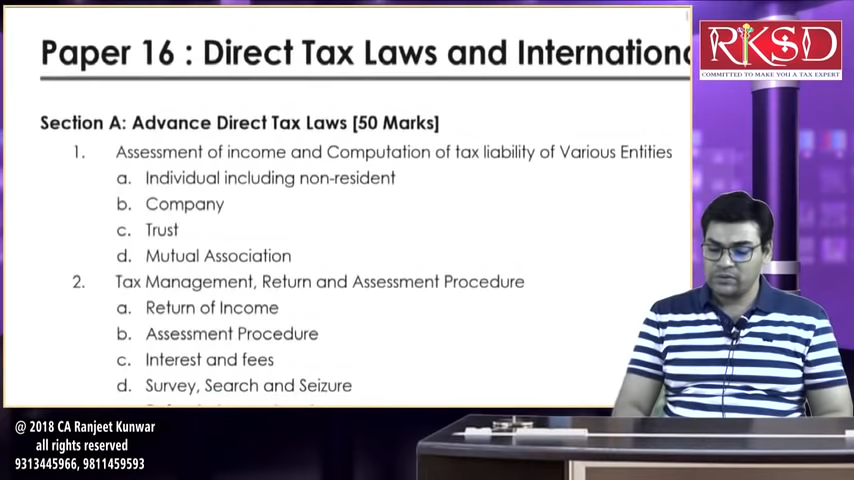 Paper 16 : Direct Tax Laws and Internationa
RKSD
COMMITTED TO MAKE YOU A TAX EXPERT
Section A: Advance Direct Tax Laws [50 Marks]
1. Assessment of income and Computation of tax liability of Various Entities
a. Individual including non-resident
b. Company
c. Trust
d. Mutual Association
2. Tax Management, Return and Assessment Procedure
a. Return of Income
b. Assessment Procedure
c. Interest and fees
d. Survey, Search and Seizure
@ 2018 CA Ranjeet Kunwar
all rights reserved
9313445966, 9811459593